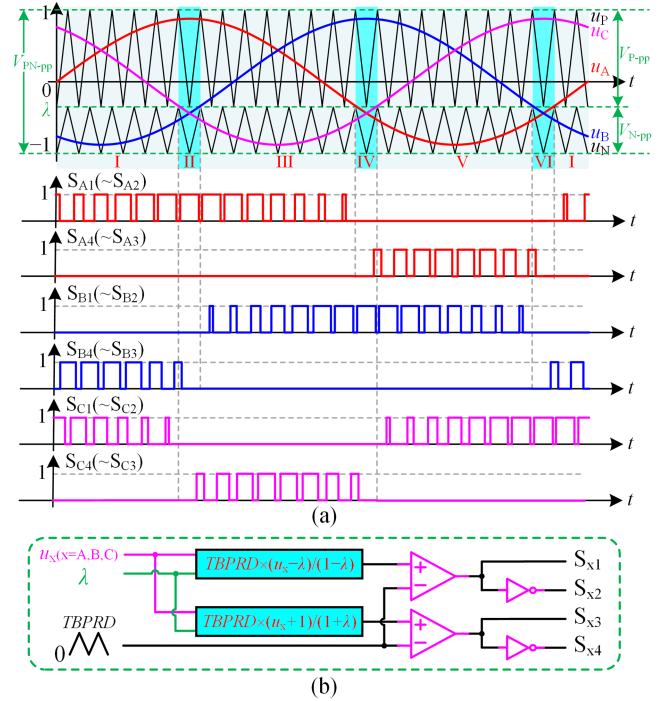 1
0
λ
−1
V_PN-pp
u_P
u_C
u_A
t
u_B
u_N
V_P-pp
V_N-pp
I II III IV V VI I
S_A1(~S_A2)
1
t
S_A4(~S_A3)
1
t
S_B1(~S_B2)
1
t
S_B4(~S_B3)
1
t
S_C1(~S_C2)
1
t
S_C4(~S_C3)
1
t
(a)
u_x(x=A,B,C)
λ
TBPRD×(u_x−λ)/(1−λ)
S_x1
S_x2
TBPRD
0
TBPRD×(u_x+1)/(1+λ)
S_x3
S_x4
+
−
+
−
(b)